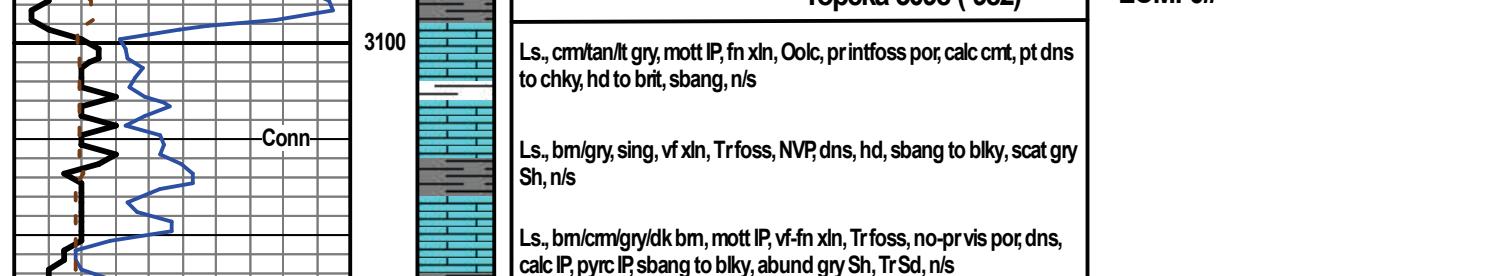 3100
Conn
Ls., crm/tan/lt gry, mott IP, fn xln, Oolc, pr intfoss por, calc cmt, pt dns
to chky, hd to brit, sbang, n/s
Ls., brn/gry, sing, vf xln, Tr foss, NVP, dns, hd, sbang to blky, scat gry
Sh, n/s
Ls., brn/crm/gry/dk brn, mott IP, vf-fn xln, Tr foss, no-pr vis por, dns,
calc IP, pyrc IP, sbang to blky, abund gry Sh, Tr Sd, n/s